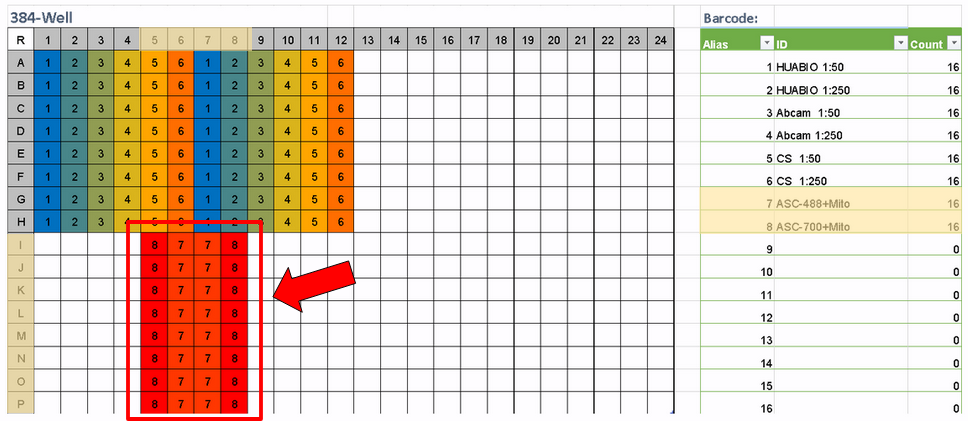 384-Well Barcode:
R 1 2 3 4 5 6 7 8 9 10 11 12 13 14 15 16 17 18 19 20 21 22 23 24 Alias ID Count
A 1 2 3 4 5 6 1 2 3 4 5 6 1 HUABIO 1:50 16
B 1 2 3 4 5 6 1 2 3 4 5 6 2 HUABIO 1:250 16
C 1 2 3 4 5 6 1 2 3 4 5 6 3 Abcam 1:50 16
D 1 2 3 4 5 6 1 2 3 4 5 6 4 Abcam 1:250 16
E 1 2 3 4 5 6 1 2 3 4 5 6 5 CS 1:50 16
F 1 2 3 4 5 6 1 2 3 4 5 6 6 CS 1:250 16
G 1 2 3 4 5 6 1 2 3 4 5 6 7 ASC-488+Mito 16
H 1 2 3 4 5 6 1 2 3 4 5 6 8 ASC-700+Mito 16
I 8 7 7 8 9 0
J 8 7 7 8 10 0
K 8 7 7 8 11 0
L 8 7 7 8 12 0
M 8 7 7 8 13 0
N 8 7 7 8 14 0
O 8 7 7 8 15 0
P 8 7 7 8 16 0